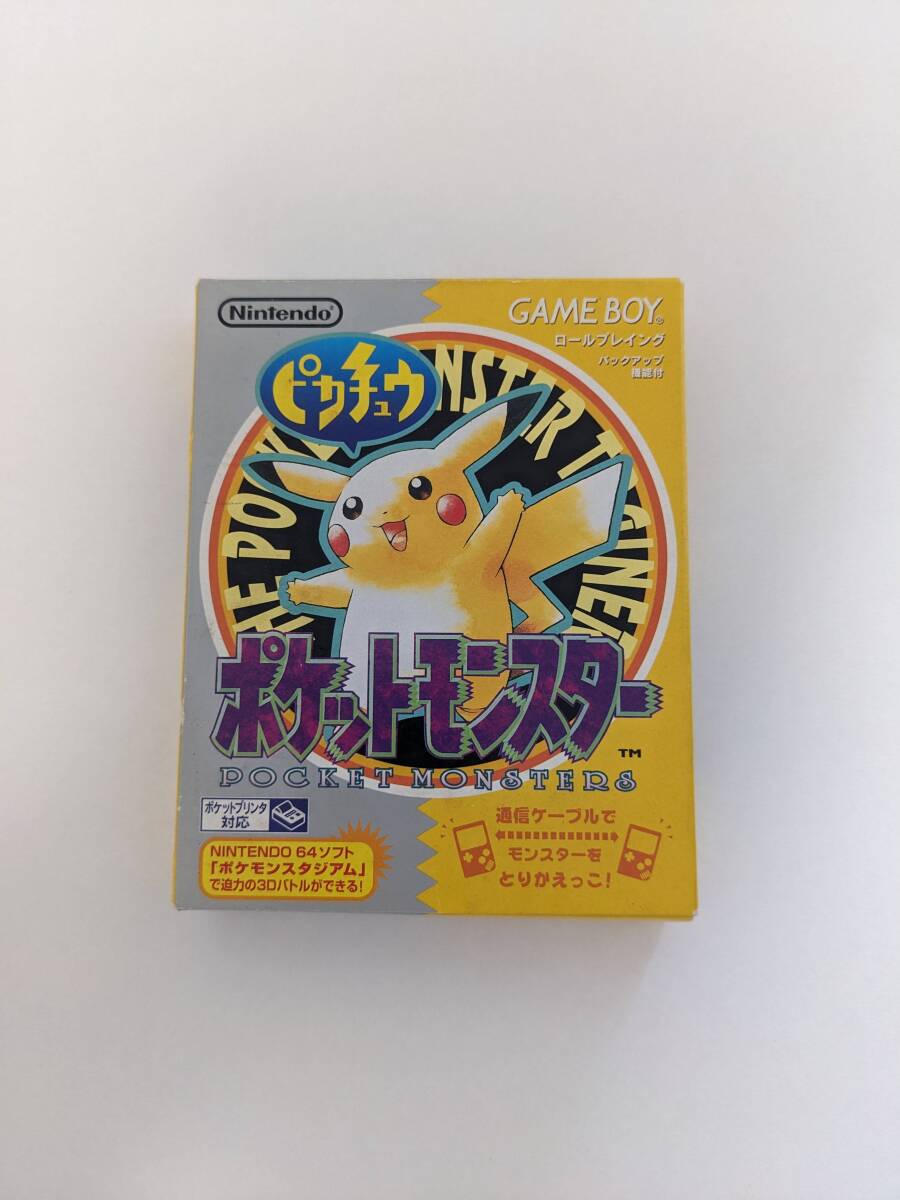 Nintendo®
GAME BOY®
ロールプレイング
バックアップ
機能付
ピカチュウ
ポケットモンスター
TM
POCKET MONSTERS
ポケットプリンタ
対応
NINTENDO 64ソフト
「ポケモンスタジアム」
で迫力の3Dバトルができる!
通信ケーブルで
モンスターを
とりかえっこ!